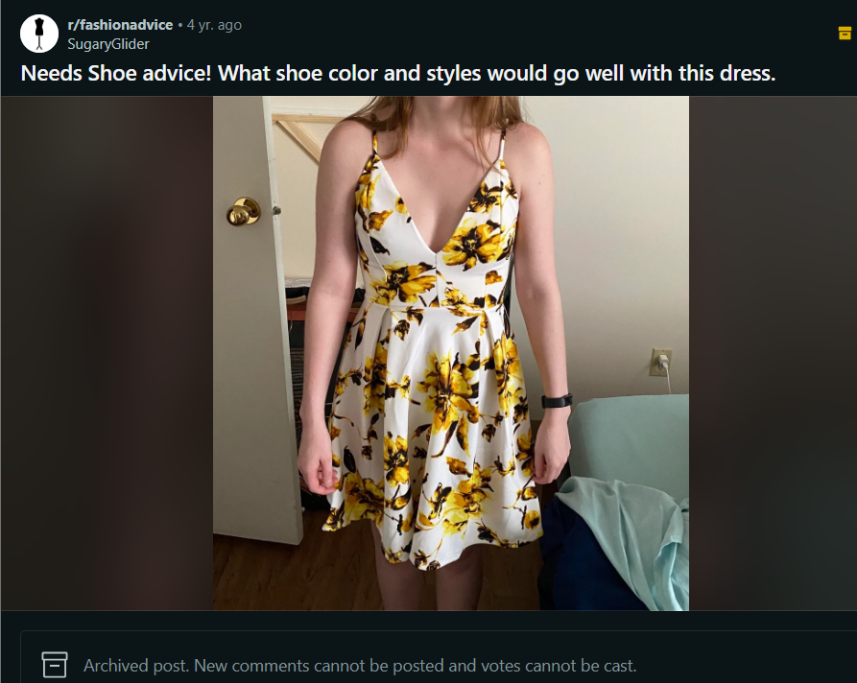 r/fashionadvice • 4 yr. ago
SugaryGlider
Needs Shoe advice! What shoe color and styles would go well with this dress.
Archived post. New comments cannot be posted and votes cannot be cast.